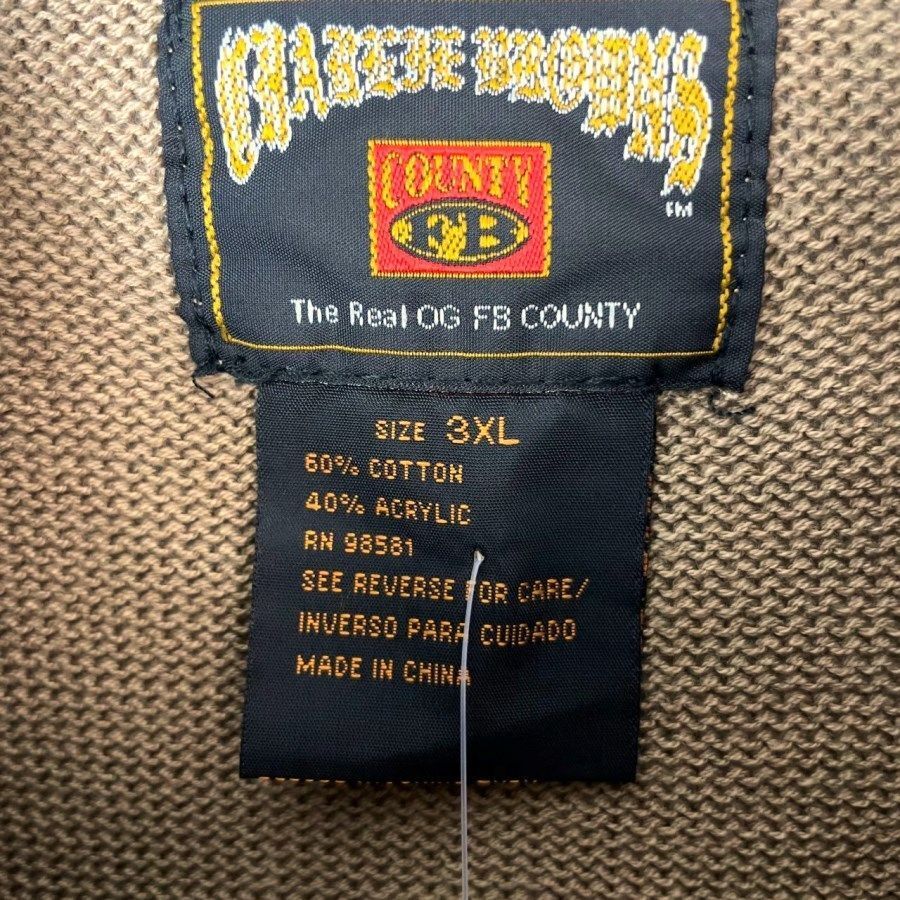 CHARLIE BROWNS
TM
COUNTY
FB
The Real OG FB COUNTY
SIZE 3XL
60% COTTON
40% ACRYLIC
RN 98581
SEE REVERSE FOR CARE/
INVERSO PARA CUIDADO
MADE IN CHINA